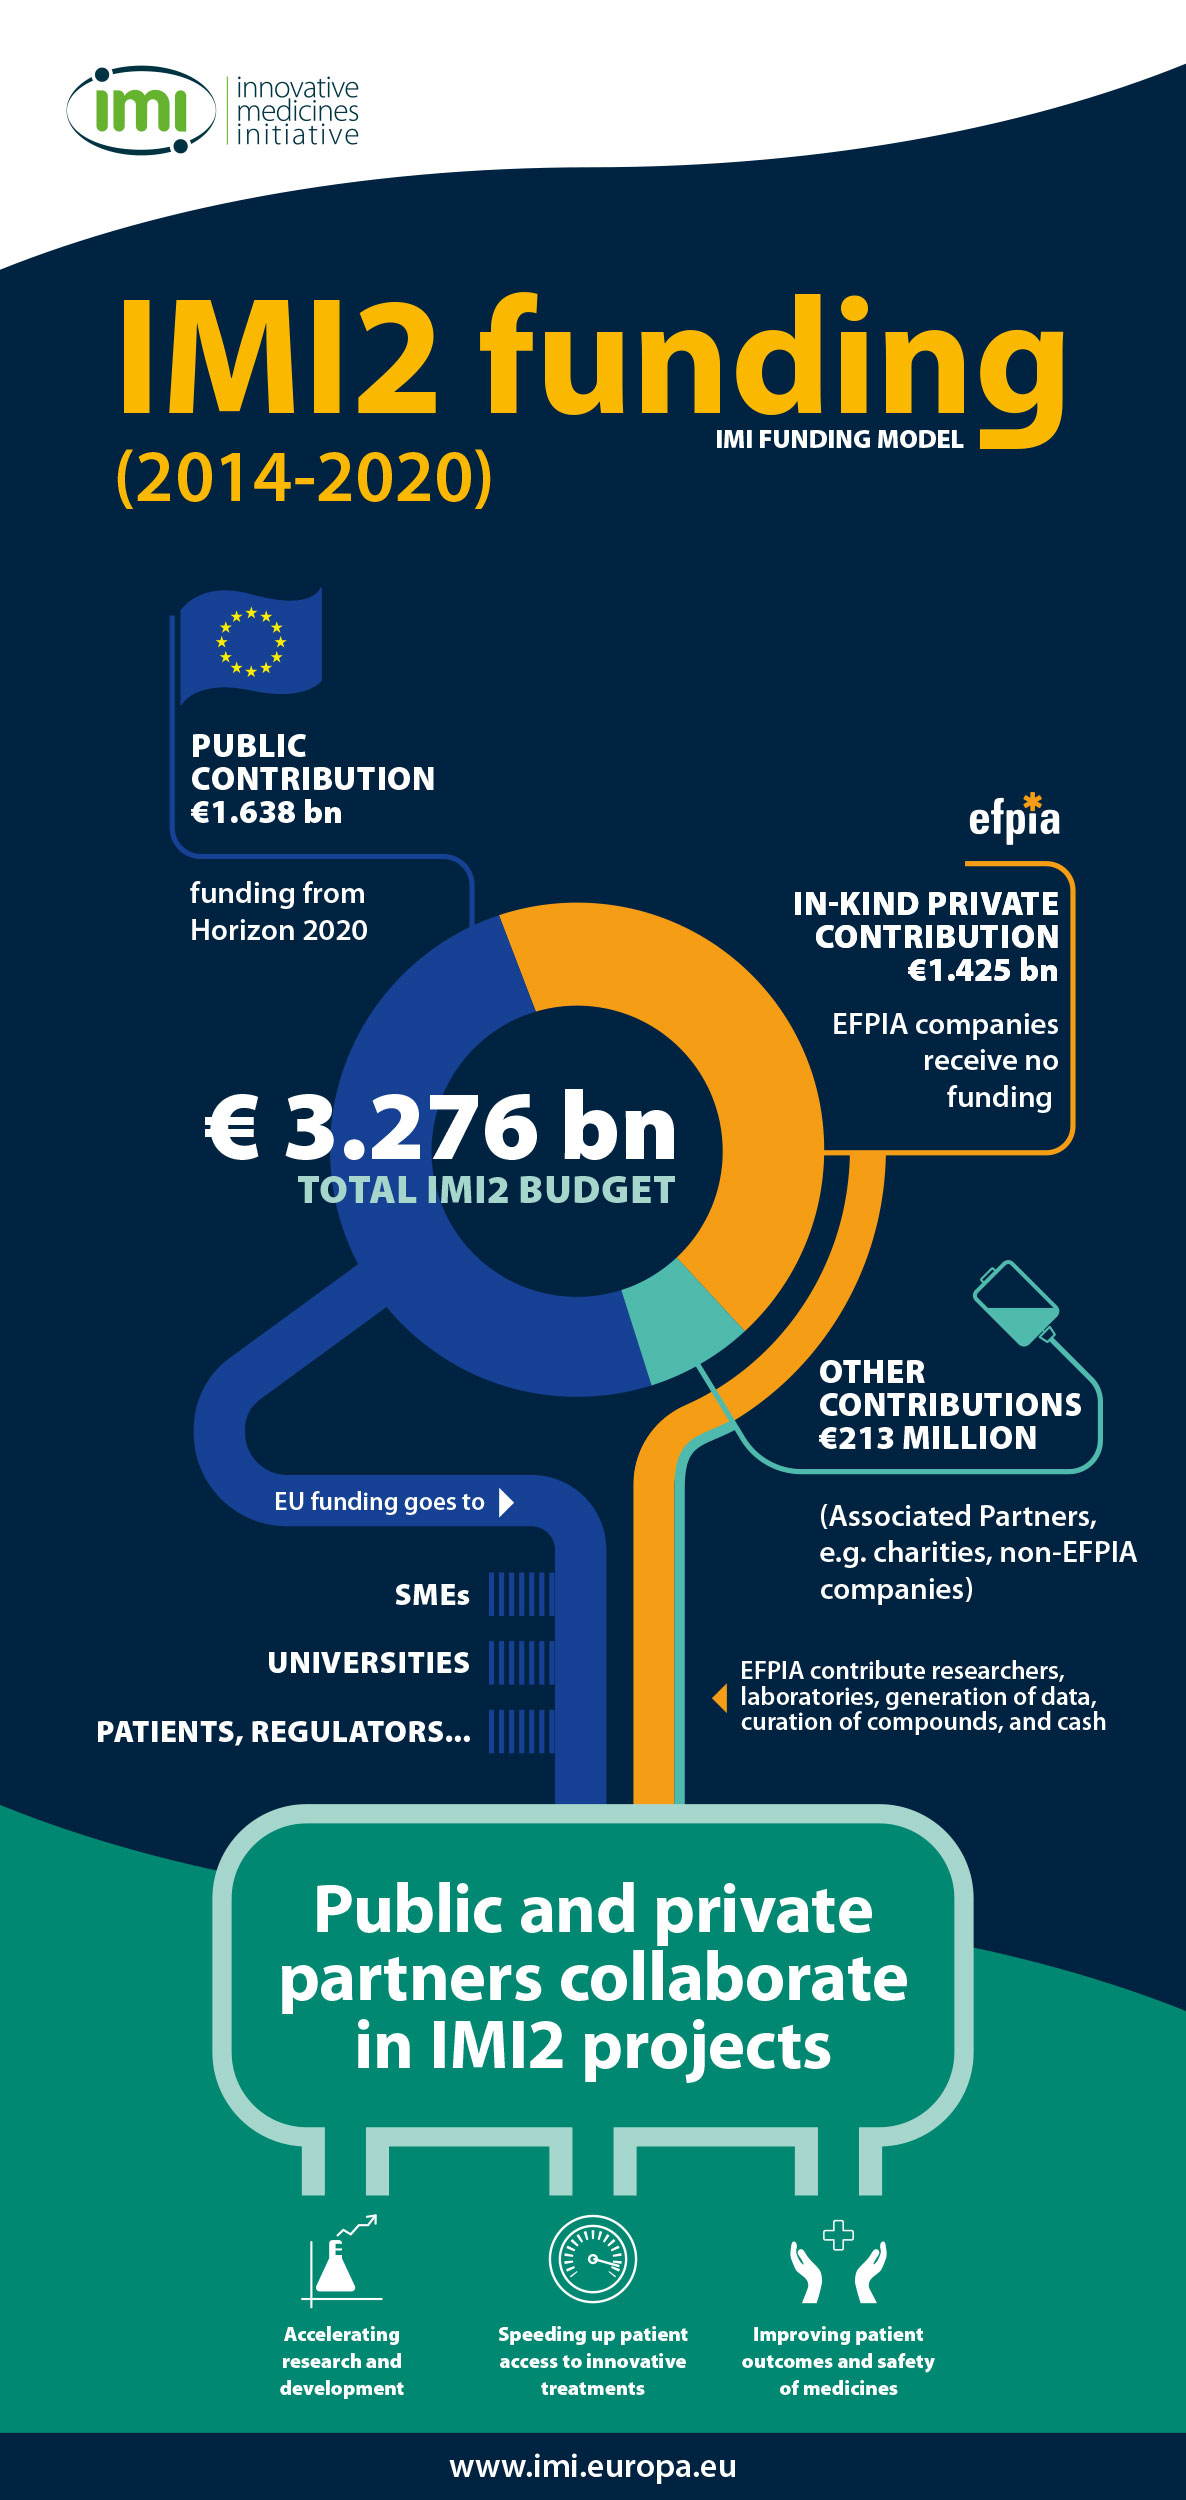 imi
innovative
medicines
initiative
IMI2 funding
IMI FUNDING MODEL
(2014-2020)
PUBLIC
CONTRIBUTION
€1.638 bn
funding from
Horizon 2020
efpia
IN-KIND PRIVATE
CONTRIBUTION
€1.425 bn
EFPIA companies
receive no
funding
€ 3.276 bn
TOTAL IMI2 BUDGET
OTHER
CONTRIBUTIONS
€213 MILLION
(Associated Partners,
e.g. charities, non-EFPIA
companies)
EU funding goes to
SMEs
UNIVERSITIES
PATIENTS, REGULATORS...
EFPIA contribute researchers,
laboratories, generation of data,
curation of compounds, and cash
Public and private
partners collaborate
in IMI2 projects
Accelerating
research and
development
Speeding up patient
access to innovative
treatments
Improving patient
outcomes and safety
of medicines
www.imi.europa.eu